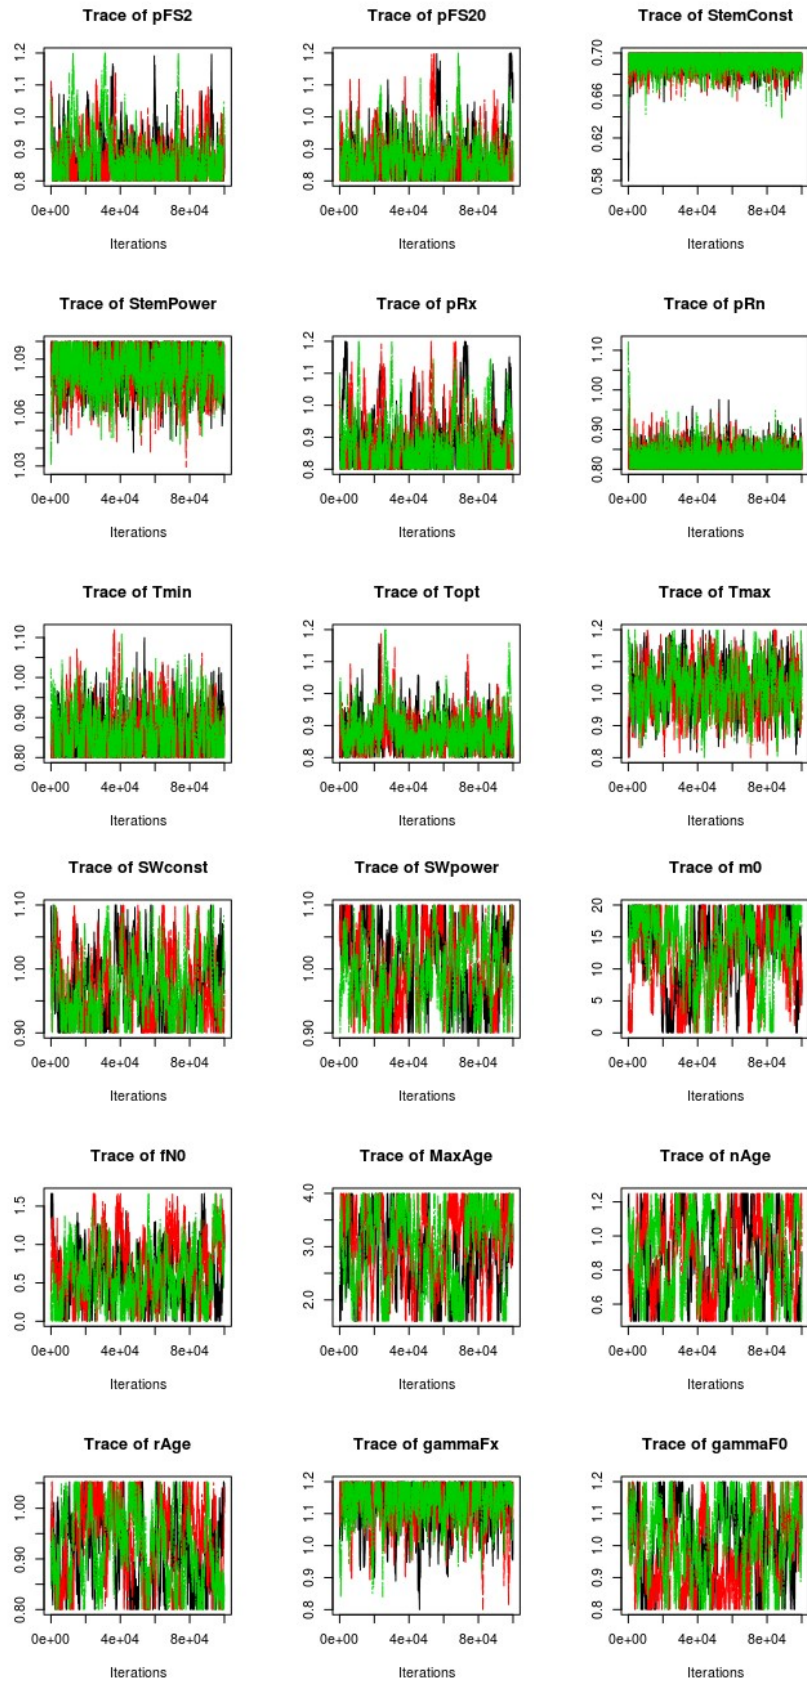 Trace of pFS2 Trace of pFS20 Trace of StemConst
1.2 1.1 1.0 0.9 0.8 1.2 1.1 1.0 0.9 0.8 0.70 0.66 0.62 0.58
0e+00 4e+04 8e+04 0e+00 4e+04 8e+04 0e+00 4e+04 8e+04
Iterations Iterations Iterations
Trace of StemPower Trace of pRx Trace of pRn
1.09 1.06 1.03 1.2 1.1 1.0 0.9 0.8 1.10 1.00 0.90 0.80
0e+00 4e+04 8e+04 0e+00 4e+04 8e+04 0e+00 4e+04 8e+04
Iterations Iterations Iterations
Trace of Tmin Trace of Topt Trace of Tmax
1.10 1.00 0.90 0.80 1.2 1.1 1.0 0.9 0.8 1.2 1.1 1.0 0.9 0.8
0e+00 4e+04 8e+04 0e+00 4e+04 8e+04 0e+00 4e+04 8e+04
Iterations Iterations Iterations
Trace of SWconst Trace of SWpower Trace of m0
1.10 1.00 0.90 1.10 1.00 0.90 20 15 10 5 0
0e+00 4e+04 8e+04 0e+00 4e+04 8e+04 0e+00 4e+04 8e+04
Iterations Iterations Iterations
Trace of fN0 Trace of MaxAge Trace of nAge
1.5 1.0 0.5 0.0 4.0 3.0 2.0 1.2 1.0 0.8 0.6
0e+00 4e+04 8e+04 0e+00 4e+04 8e+04 0e+00 4e+04 8e+04
Iterations Iterations Iterations
Trace of rAge Trace of gammaFx Trace of gammaF0
1.00 0.90 0.80 1.2 1.1 1.0 0.9 0.8 1.2 1.1 1.0 0.9 0.8
0e+00 4e+04 8e+04 0e+00 4e+04 8e+04 0e+00 4e+04 8e+04
Iterations Iterations Iterations